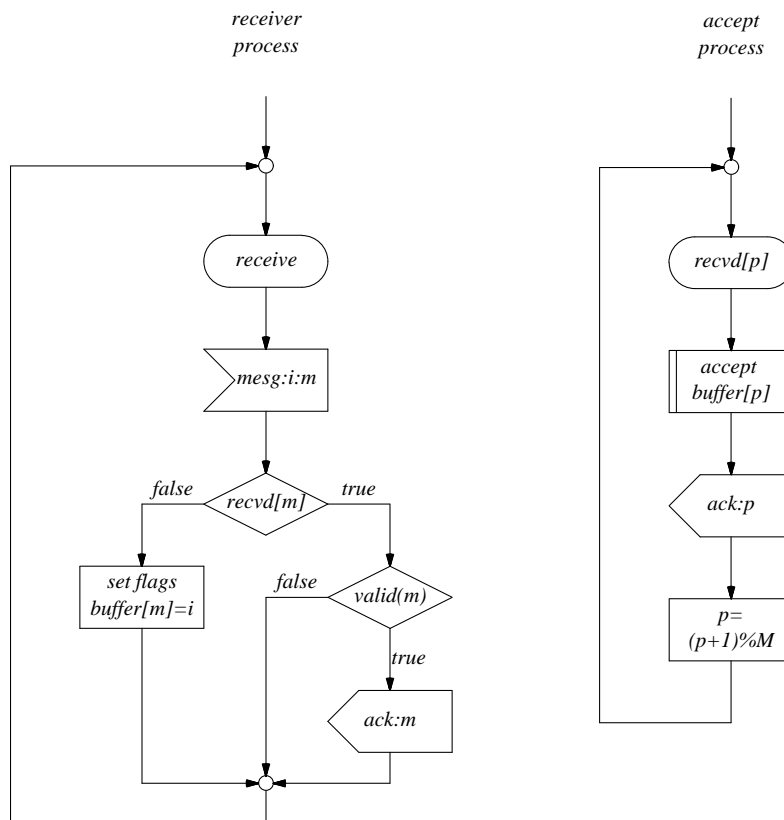 receiver
process
receive
mesg:i:m
recvd[m]
false
true
set flags
buffer[m]=i
false
valid(m)
true
ack:m
accept
process
recvd[p]
accept
buffer[p]
ack:p
p=
(p+1)%M